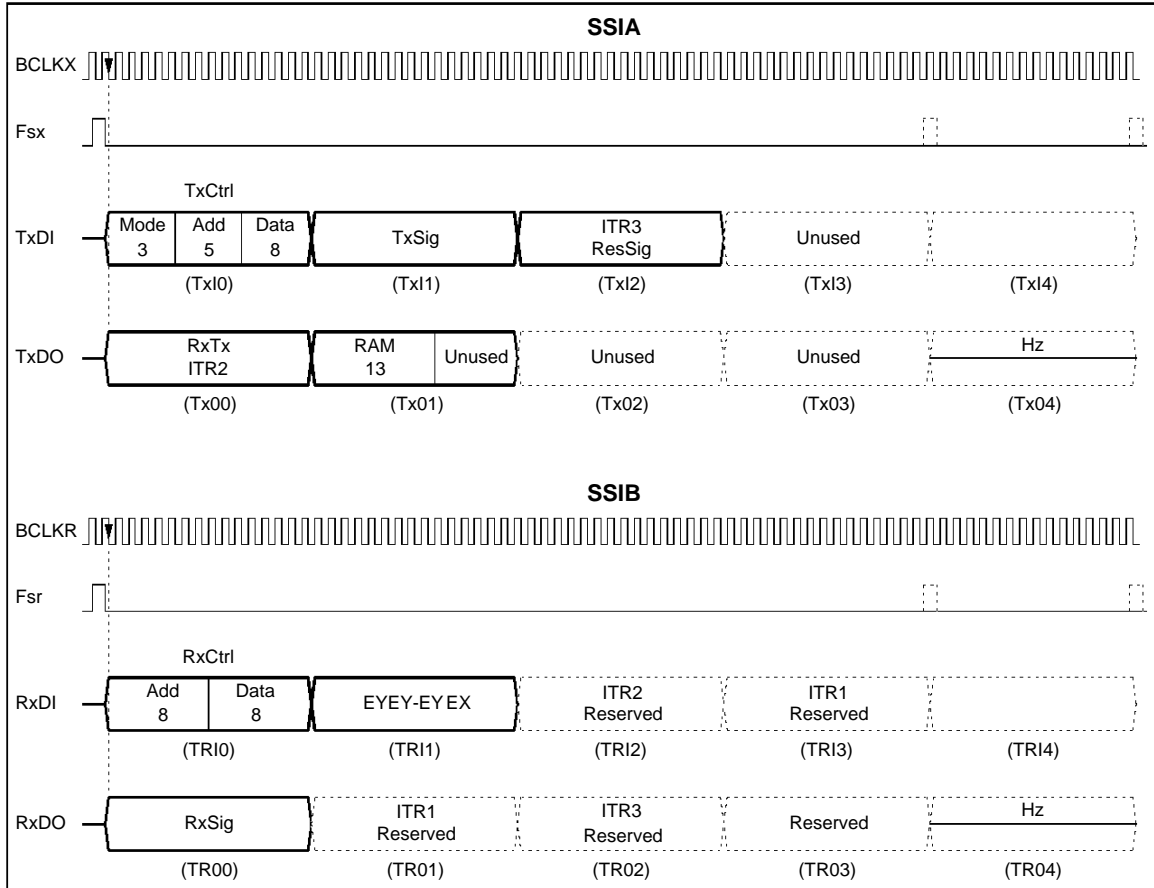 SSIA
BCLKX
Fsx
TxCtrl
TxDI
Mode Add Data
3 5 8
TxSig
ITR3
ResSig
Unused
(TxI0) (TxI1) (TxI2) (TxI3) (TxI4)
TxDO
RxTx
ITR2
RAM
13
Unused
Unused
Unused
Hz
(Tx00) (Tx01) (Tx02) (Tx03) (Tx04)
SSIB
BCLKR
Fsr
RxCtrl
RxDI
Add Data
8 8
EYEY-EYEX
ITR2
Reserved
ITR1
Reserved
(TRI0) (TRI1) (TRI2) (TRI3) (TRI4)
RxDO
RxSig
ITR1
Reserved
ITR3
Reserved
Reserved
Hz
(TR00) (TR01) (TR02) (TR03) (TR04)